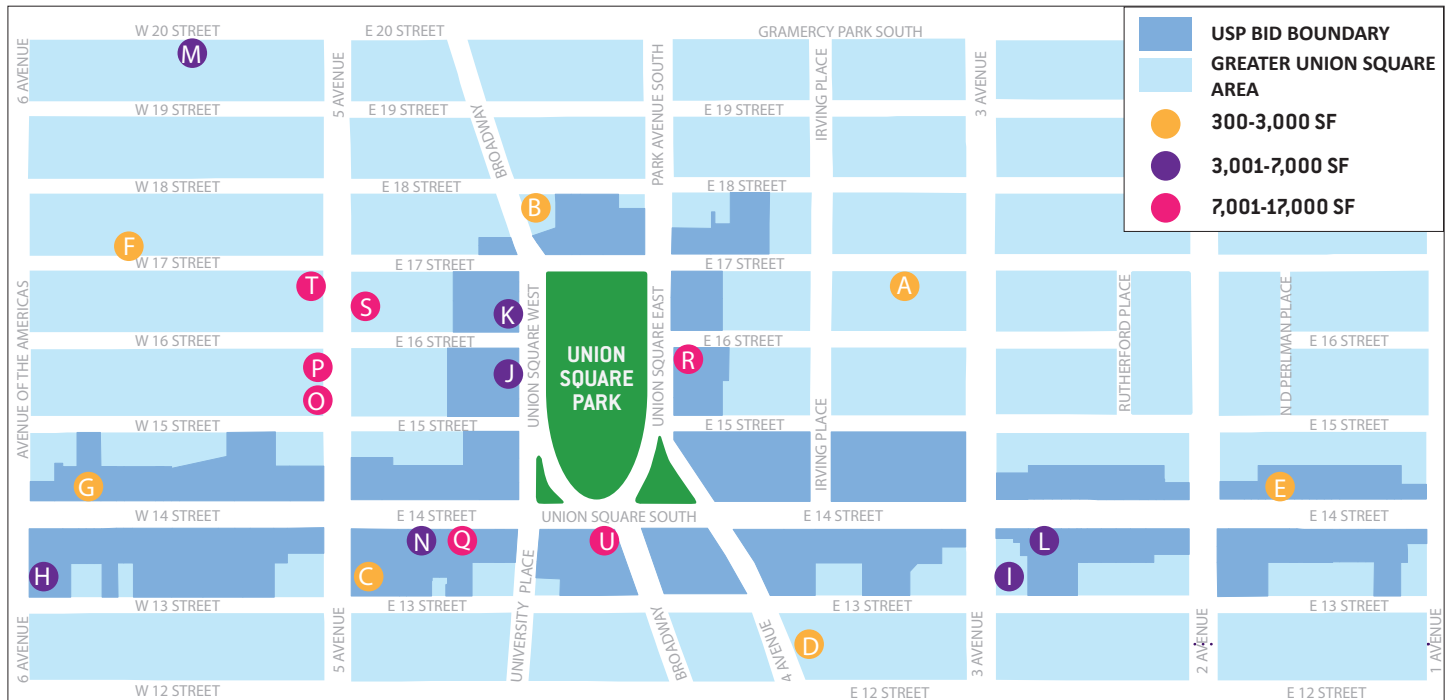 W 20 STREET
E 20 STREET
GRAMERCY PARK SOUTH
6 AVENUE
M
5 AVENUE
BROADWAY
PARK AVENUE SOUTH
IRVING PLACE
3 AVENUE
USP BID BOUNDARY
GREATER UNION SQUARE
AREA
300-3,000 SF
3,001-7,000 SF
7,001-17,000 SF
W 19 STREET
E 19 STREET
E 19 STREET
W 18 STREET
E 18 STREET
E 18 STREET
B
F
W 17 STREET
E 17 STREET
E 17 STREET
AVENUE OF THE AMERICAS
T
S
K
UNION SQUARE WEST
UNION SQUARE EAST
A
RUTHERFORD PLACE
N D PERLMAN PLACE
W 16 STREET
E 16 STREET
E 16 STREET
E 16 STREET
P
O
J
UNION
SQUARE
PARK
R
IRVING PLACE
W 15 STREET
E 15 STREET
E 15 STREET
E 15 STREET
G
E
W 14 STREET
E 14 STREET
UNION SQUARE SOUTH
E 14 STREET
E 14 STREET
N
Q
U
L
H
C
UNIVERSITY PLACE
I
W 13 STREET
E 13 STREET
E 13 STREET
E 13 STREET
6 AVENUE
5 AVENUE
BROADWAY
4 AVENUE
D
3 AVENUE
2 AVENUE
1 AVENUE
W 12 STREET
E 12 STREET
E 12 STREET